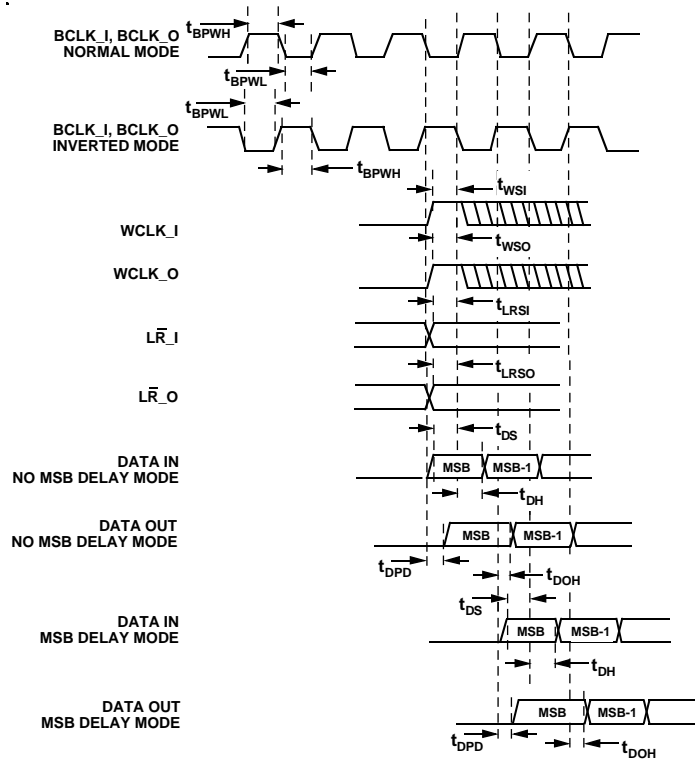 BCLK_I, BCLK_O
NORMAL MODE
tBPWH
tBPWL
tBPWL
BCLK_I, BCLK_O
INVERTED MODE
tBPWH
tWSI
WCLK_I
tWSO
WCLK_O
tLRSI
LR̅_I
tLRSO
LR̅_O
tDS
DATA IN
NO MSB DELAY MODE
MSB
MSB-1
tDH
DATA OUT
NO MSB DELAY MODE
MSB
MSB-1
tDPD
tDOH
tDS
DATA IN
MSB DELAY MODE
MSB
MSB-1
tDH
DATA OUT
MSB DELAY MODE
MSB
MSB-1
tDPD
tDOH